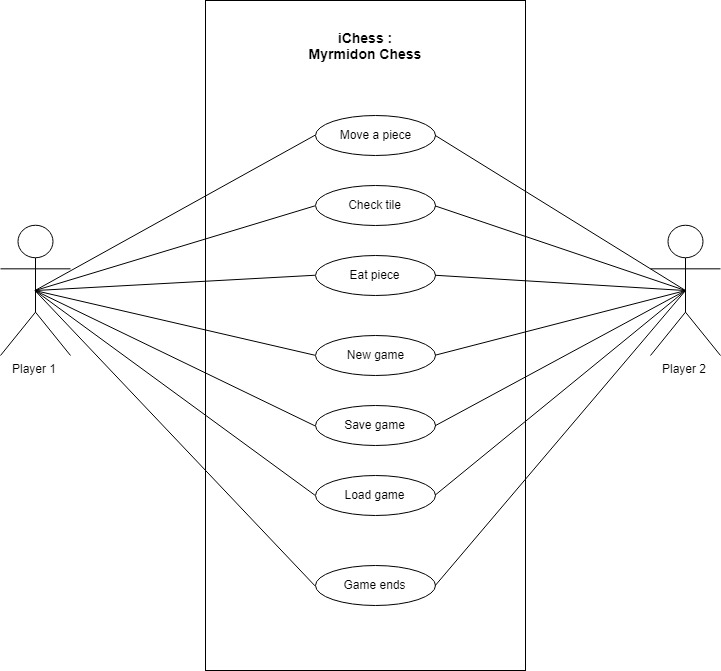 iChess :
Myrmidon Chess
Move a piece
Check tile
Eat piece
New game
Player 1
Player 2
Save game
Load game
Game ends